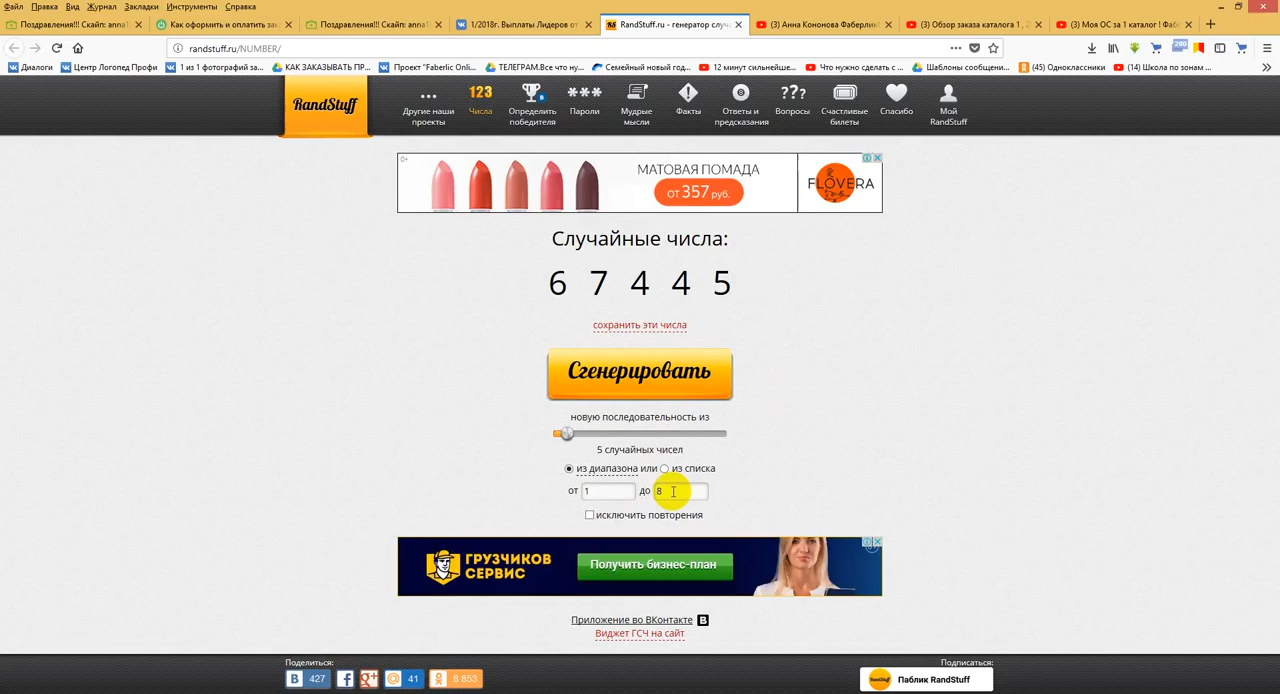 Файл Правка Вид Журнал Закладки Инструменты Справка
Поздравления!!! Скайп: anna1 Как оформить и оплатить зак Поздравления!!! Скайп: anna1 1/2018г. Выплаты Лидеров от RandStuff.ru - генератор случ (3) Анна Кононова Фаберлик! (3) Обзор заказа каталога 1 , 2 (3) Моя ОС за 1 каталог ! Фаб
randstuff.ru/NUMBER/ 280
Диалоги Центр Логопед Профи 1 из 1 фотографий за... КАК ЗАКАЗЫВАТЬ ПР... Проект "Faberlic Onli... ТЕЛЕГРАМ.Все что ну... Семейный новый год... 12 минут сильнейше... Что нужно сделать с ... Шаблоны сообщени... (45) Одноклассники (14) Школа по зонам ...
RandStuff
123 *** ???
Другие наши проекты
Числа
Определить победителя
Пароли
Мудрые мысли
Факты
Ответы и предсказания
Вопросы
Счастливые билеты
Спасибо
Мой RandStuff
0+
МАТОВАЯ ПОМАДА
ОТ 357 руб.
FLOVERA
Случайные числа:
6 7 4 4 5
сохранить эти числа
Сгенерировать
новую последовательность из
5 случайных чисел
из диапазона или из списка
от 1 до 8
исключить повторения
ГРУЗЧИКОВ
СЕРВИС
Получить бизнес-план
Приложение во ВКонтакте B
Виджет ГСЧ на сайт
Поделиться:
B 427 f g+ @ 41 8 853
Подписаться:
RandStuff Паблик RandStuff